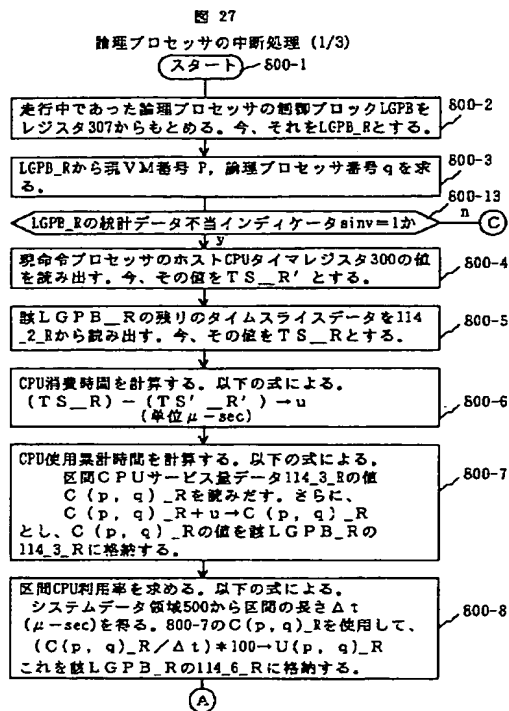 図 27
論理プロセッサの中断処理 (1/3)
スタート
800-1
走行中であった論理プロセッサの制御ブロックLGPBを
レジスタ307からもとめる。今、それをLGPB_Rとする。
800-2
LGPB_Rから現VM番号 P, 論理プロセッサ番号 q を求
る。
800-3
800-13
LGPB_Rの統計データ不当インディケータsinv=1か
n
C
y
現命令プロセッサのホストCPUタイマレジスタ300の値
を読み出す。今、その値をTS__R′ とする。
800-4
該LGPB__Rの残りのタイムスライスデータを114
_2_Rから読み出す。今、その値をTS__Rとする。
800-5
CPU消費時間を計算する。以下の式による。
(TS_R) - (TS′_R′) → u
(単位μ-sec)
800-6
CPU使用累計時間を計算する。以下の式による。
区間CPUサービス量データ114_3_Rの値
C (p, q) _Rを読みだす。さらに、
C (p, q) _R+u→C (p, q) _R
とし、C (p, q) _Rの値を該LGPB_Rの
114_3_Rに格納する。
800-7
区間CPU利用率を求める。以下の式による。
システムデータ領域500から区間の長さΔt
(μ-sec)を得る。800-7のC(p, q)_Rを使用して、
(C(p, q)_R/Δt)*100→U(p, q)_R
これを該LGPB_Rの114_6_Rに格納する。
800-8
A